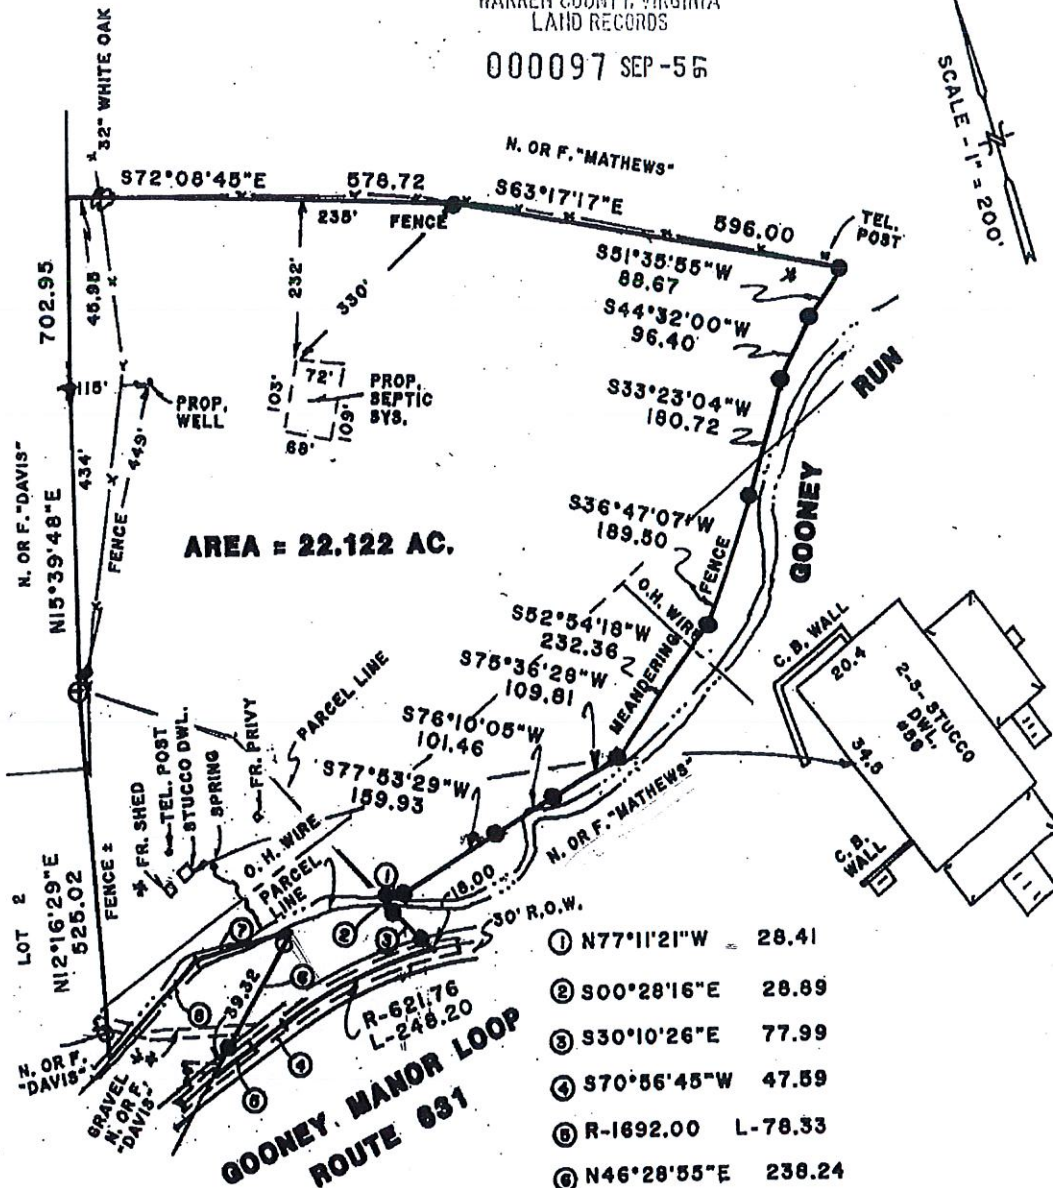 WARREN COUNTY, VIRGINIA
LAND RECORDS
000097 SEP-5
SCALE - 1" = 200'
32" WHITE OAK
N. OR F. "MATHEWS"
S72°08'45"E 578.72
S63°17'17"E 596.00
235'
FENCE
TEL.
POST
232'
330'
702.95
45.95
S51°35'55"W
88.67
S44°32'00"W
96.40
S33°23'04"W
180.72
S36°47'07"W
189.50
S52°54'18"W
232.36
S75°36'28"W
109.81
S76°10'05"W
101.46
S77°53'29"W
159.93
115'
PROP.
WELL
449'
434'
FENCE
72'
103'
109'
68'
PROP.
SEPTIC
SYS.
N. OR F. "DAVIS"
N15°39'48"E
AREA = 22.122 AC.
GOONEY
RUN
FENCE
MEANDERING
O.H. WIRE
C.B. WALL
20.4
34.5
2-S-STUCCO
DWL.
C.B.
WALL
PARCEL LINE
FR. PRIVY
SPRING
STUCCO DWL.
TEL. POST
* FR. SHED
O.H. WIRE
PARCEL
LINE
N. OR F. "MATHEWS"
LOT 2
N12°16'29"E
525.02
FENCE ±
18.00
30' R.O.W.
39.32
R-621.76
L-248.20
N. OR F.
"DAVIS"
GRAVEL
N. OR F.
"DAVIS"
GOONEY MANOR LOOP
ROUTE 631
① N77°11'21"W 28.41
② S00°28'16"E 28.89
③ S30°10'26"E 77.99
④ S70°56'45"W 47.59
⑤ R-1692.00 L-78.33
⑥ N46°28'55"E 238.24